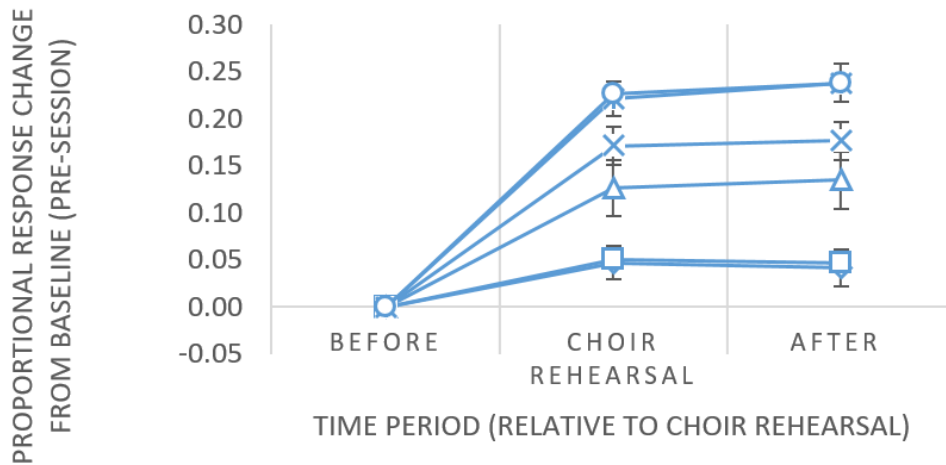 PROPORTIONAL RESPONSE CHANGE
FROM BASELINE (PRE-SESSION)
0.30
0.25
0.20
0.15
0.10
0.05
0.00
-0.05
BEFORE
CHOIR
REHEARSAL
AFTER
TIME PERIOD (RELATIVE TO CHOIR REHEARSAL)